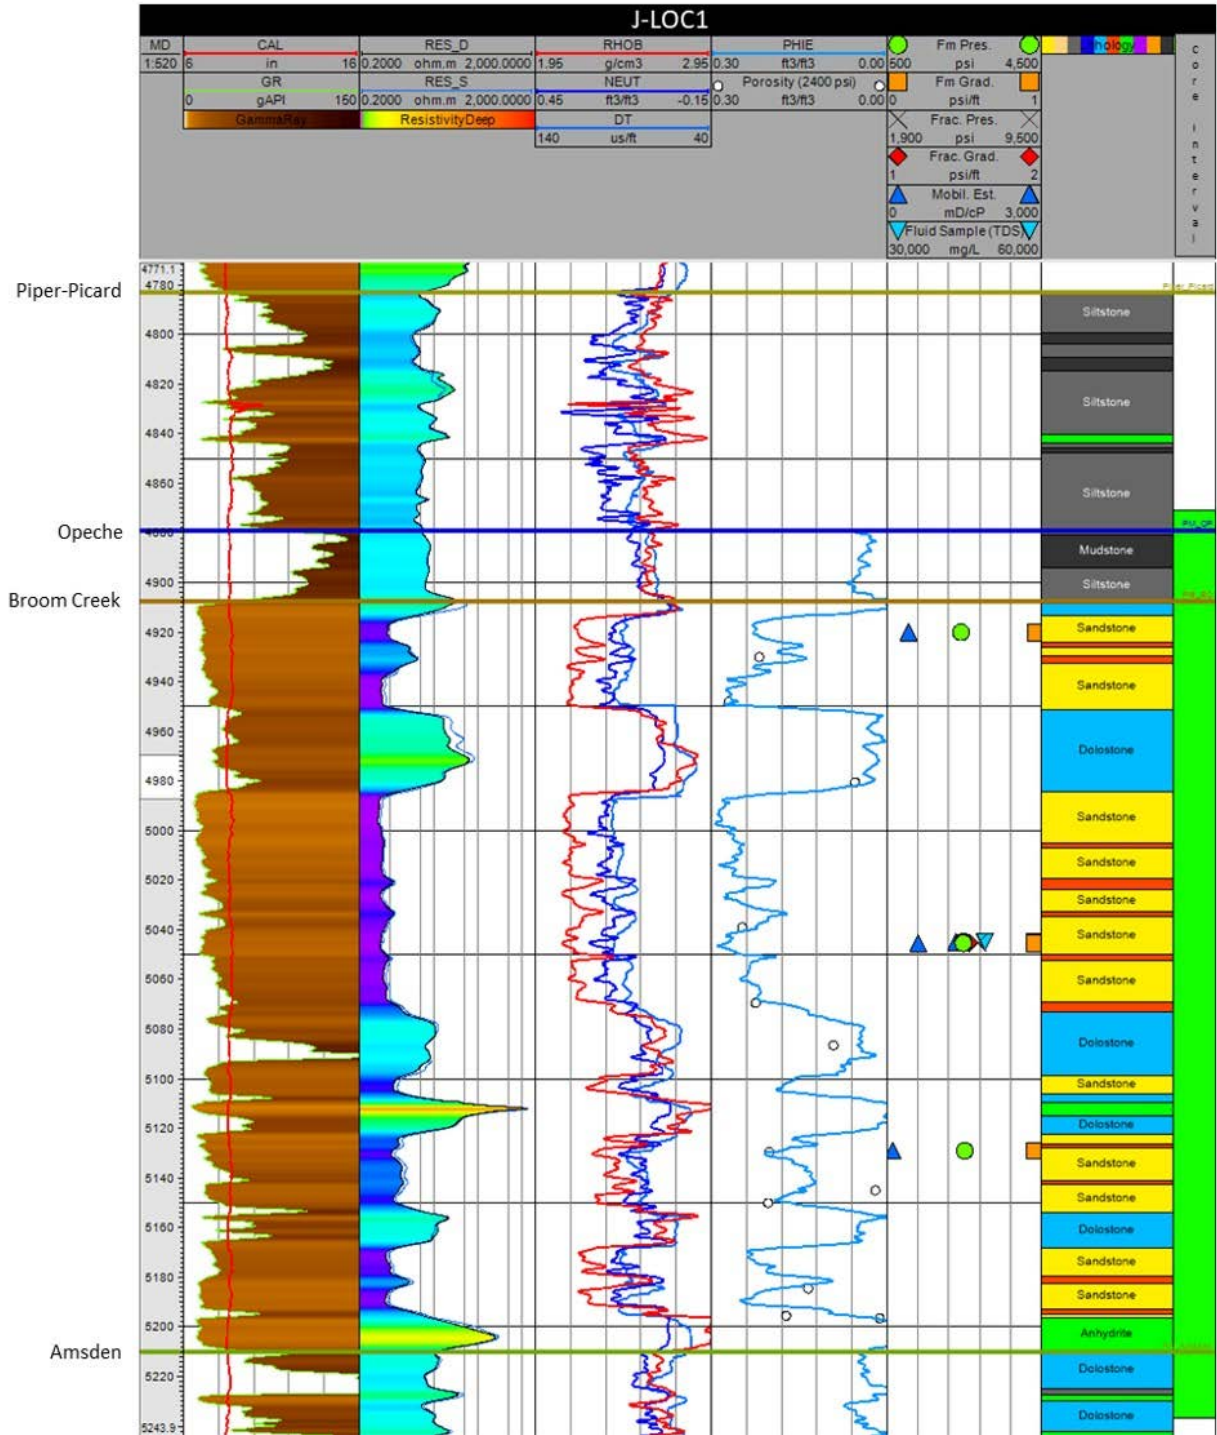 J-LOC1
MD CAL RES_D RHOB PHIE Fm Pres. lithology
1:520 6 in 16 0.2000 ohm.m 2,000.0000 1.95 g/cm3 2.95 0.30 ft3/ft3 0.00 500 psi 4,500
GR RES_S NEUT Porosity (2400 psi) Fm Grad.
0 gAPI 150 0.2000 ohm.m 2,000.0000 0.45 ft3/ft3 -0.15 0.30 ft3/ft3 0.00 0 psi/ft 1
GammaRay ResistivityDeep DT Frac. Pres.
140 us/ft 40 1,900 psi 9,500
Frac. Grad.
1 psi/ft 2
Mobil. Est.
0 mD/cP 3,000
Fluid Sample (TDS)
30,000 mg/L 60,000
Core Interval
4771.1
4780
Piper-Picard
Siltstone
4800
4820
Siltstone
4840
4860
Siltstone
Opeche
Mudstone
4900
Siltstone
Broom Creek
4920
Sandstone
4940
Sandstone
4960
Dolostone
4980
Sandstone
5000
Sandstone
5020
Sandstone
5040
Sandstone
5060
Sandstone
5080
Dolostone
5100
Sandstone
5120
Dolostone
5140
Sandstone
Sandstone
5160
Dolostone
Sandstone
5180
Sandstone
5200
Anhydrite
Amsden
5220
Dolostone
Dolostone
5243.9